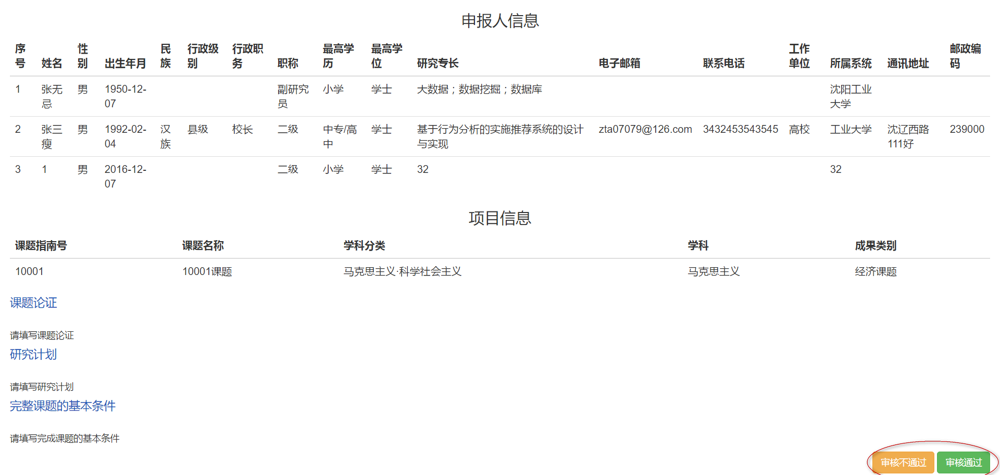 申报人信息
序号 姓名 性别 出生年月 民族 行政级别 行政职务 职称 最高学历 最高学位 研究专长 电子邮箱 联系电话 工作单位 所属系统 通讯地址 邮政编码
1 张无忌 男 1950-12-07 副研究员 小学 学士 大数据；数据挖掘；数据库 沈阳工业大学
2 张三瘦 男 1992-02-04 汉族 县级 校长 二级 中专/高中 学士 基于行为分析的实施推荐系统的设计与实现 zta07079@126.com 3432453543545 高校 工业大学 沈辽西路111好 239000
3 1 男 2016-12-07 二级 小学 学士 32 32
项目信息
课题指南号 课题名称 学科分类 学科 成果类别
10001 10001课题 马克思主义·科学社会主义 马克思主义 经济课题
课题论证
请填写课题论证
研究计划
请填写研究计划
完整课题的基本条件
请填写完成课题的基本条件
审核不通过 审核通过